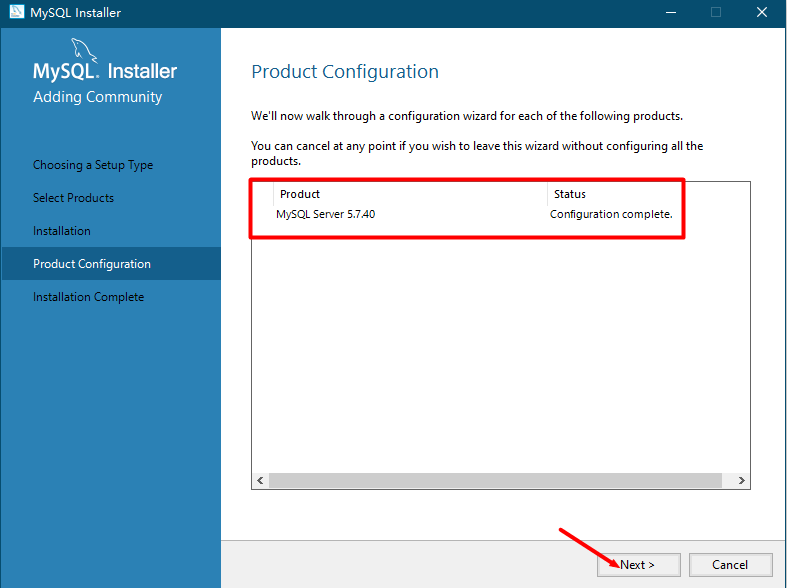 MySQL Installer
MySQL. Installer
Adding Community
Choosing a Setup Type
Select Products
Installation
Product Configuration
Installation Complete
Product Configuration
We'll now walk through a configuration wizard for each of the following products.
You can cancel at any point if you wish to leave this wizard without configuring all the
products.
Product Status
MySQL Server 5.7.40 Configuration complete.
Next >
Cancel